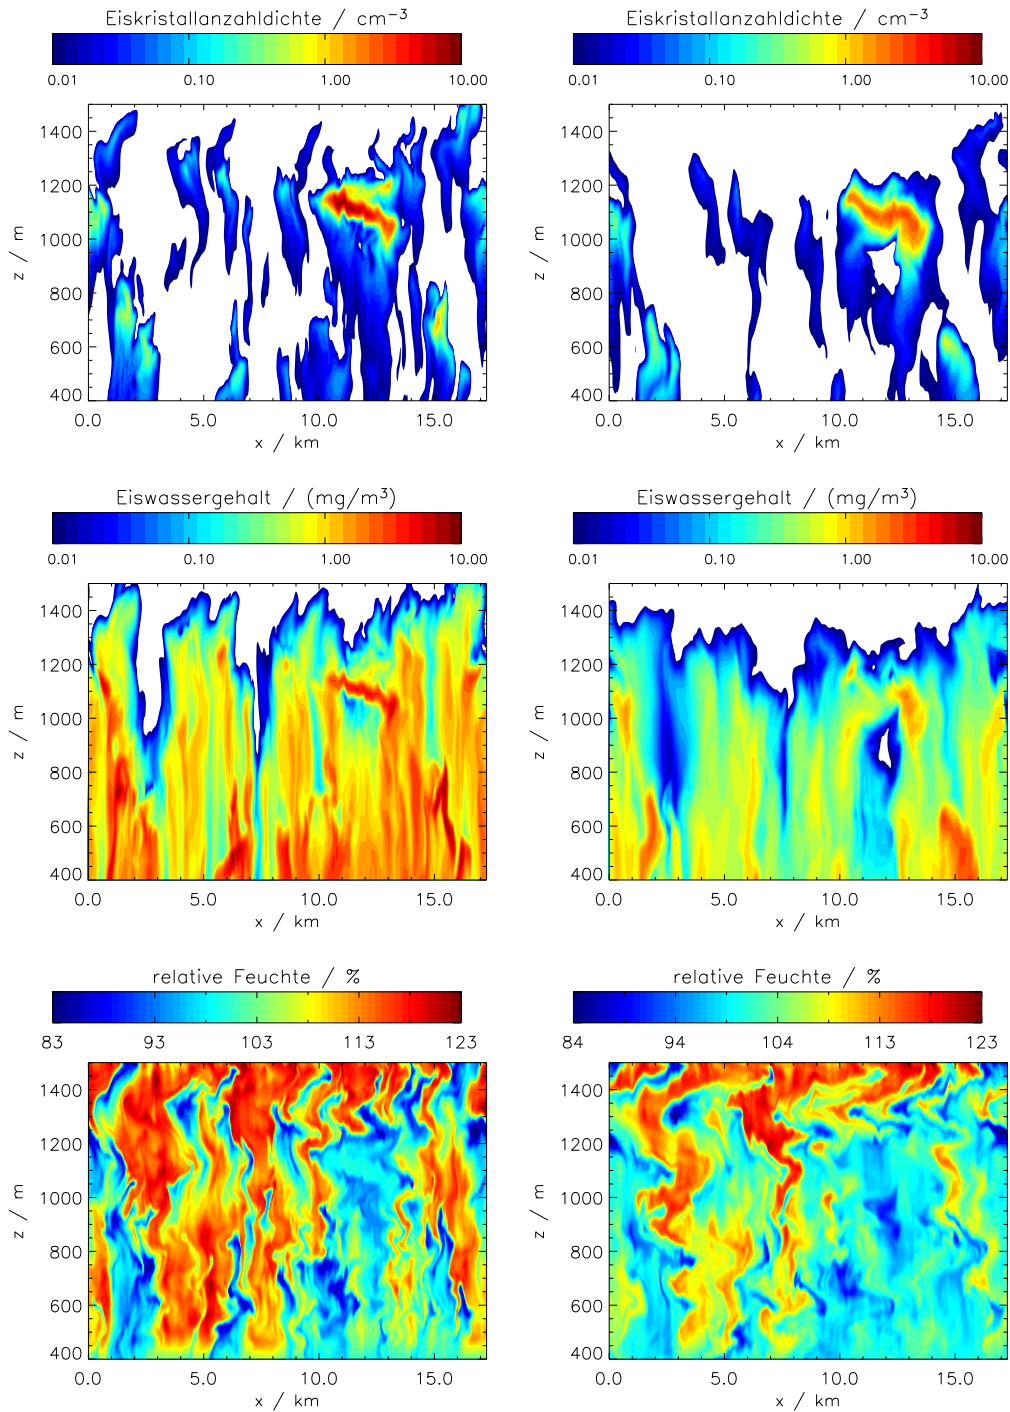 Eiskristallanzahldichte / cm⁻³
Eiskristallanzahldichte / cm⁻³
0.01 0.10 1.00 10.00
0.01 0.10 1.00 10.00
1400
1200
1000
800
600
400
z / m
0.0 5.0 10.0 15.0
x / km
1400
1200
1000
800
600
400
z / m
0.0 5.0 10.0 15.0
x / km
Eiswassergehalt / (mg/m³)
Eiswassergehalt / (mg/m³)
0.01 0.10 1.00 10.00
0.01 0.10 1.00 10.00
1400
1200
1000
800
600
400
z / m
0.0 5.0 10.0 15.0
x / km
1400
1200
1000
800
600
400
z / m
0.0 5.0 10.0 15.0
x / km
relative Feuchte / %
relative Feuchte / %
83 93 103 113 123
84 94 104 113 123
1400
1200
1000
800
600
400
z / m
0.0 5.0 10.0 15.0
x / km
1400
1200
1000
800
600
400
z / m
0.0 5.0 10.0 15.0
x / km